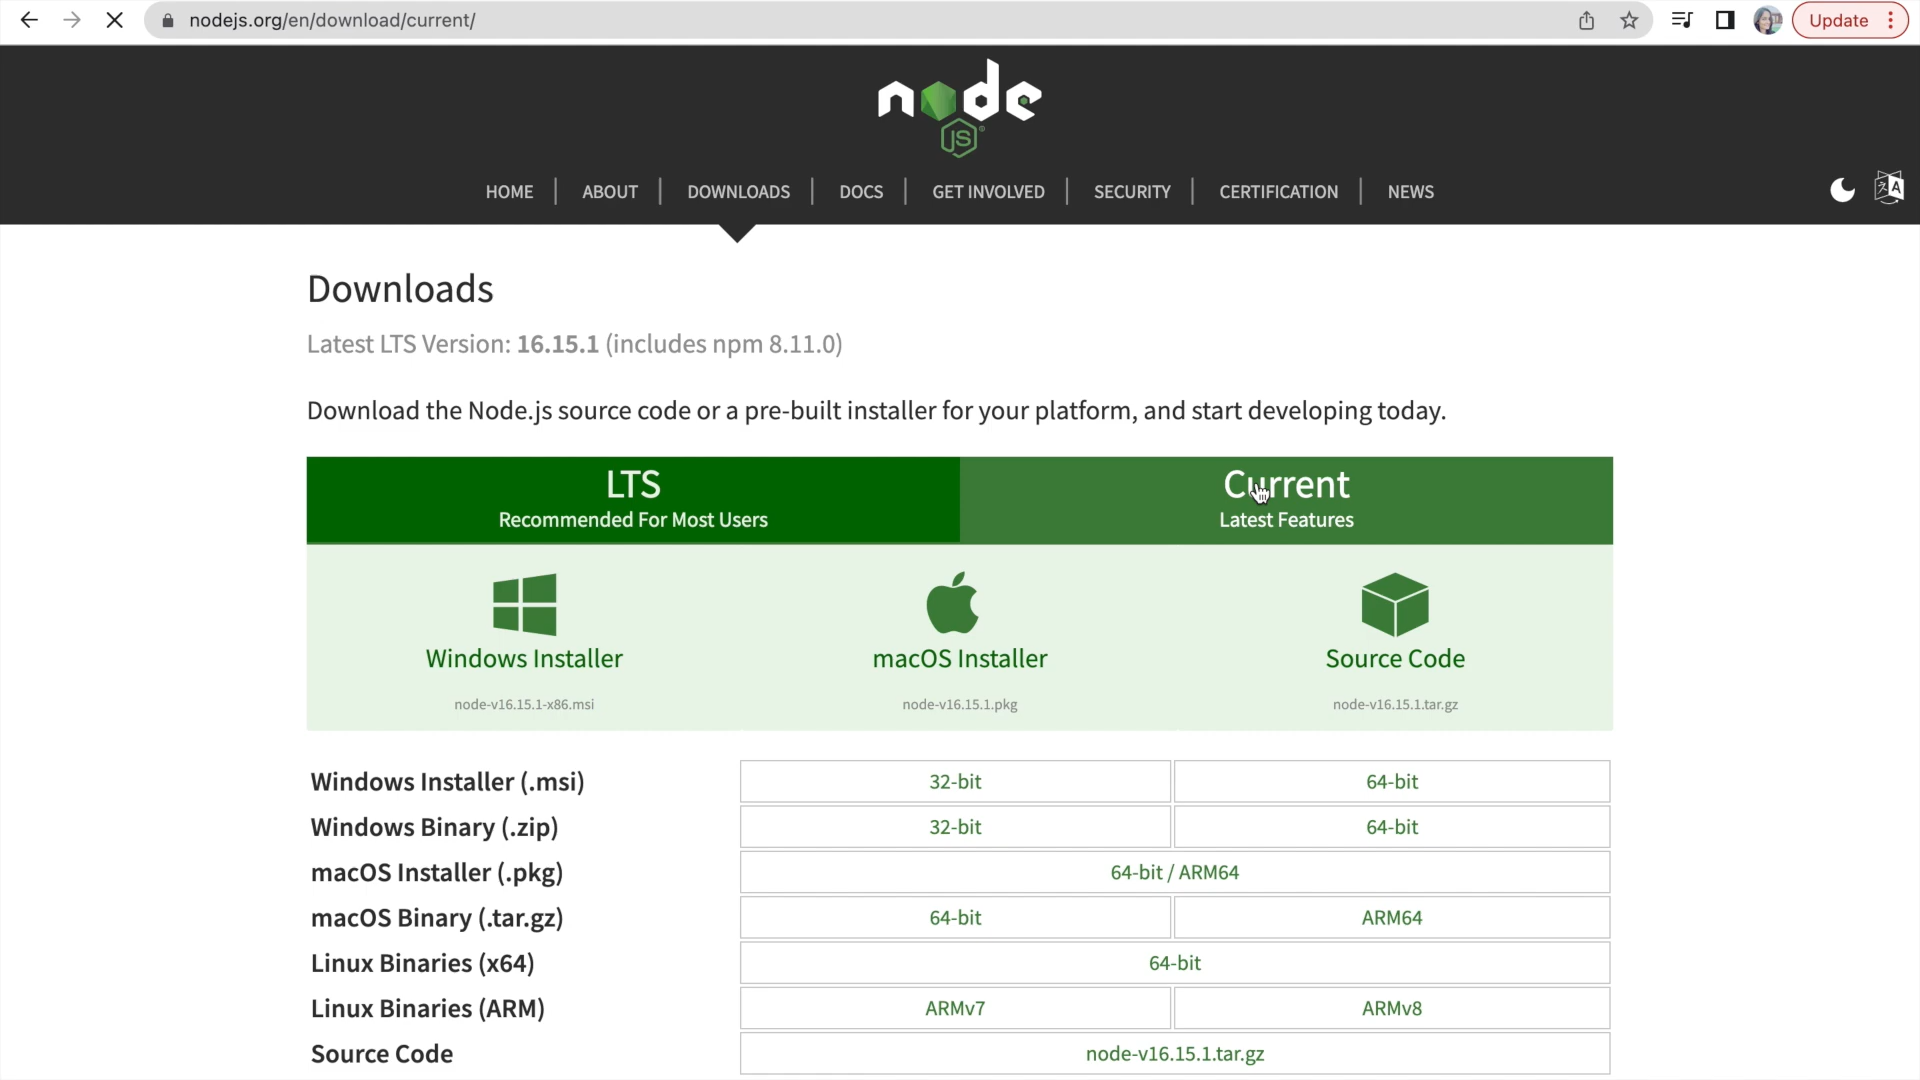 nodejs.org/en/download/current/
Update
node
JS
HOME
ABOUT
DOWNLOADS
DOCS
GET INVOLVED
SECURITY
CERTIFICATION
NEWS
Downloads
Latest LTS Version: 16.15.1 (includes npm 8.11.0)
Download the Node.js source code or a pre-built installer for your platform, and start developing today.
LTS
Recommended For Most Users
Current
Latest Features
Windows Installer
node-v16.15.1-x86.msi
macOS Installer
node-v16.15.1.pkg
Source Code
node-v16.15.1.tar.gz
Windows Installer (.msi)
32-bit
64-bit
Windows Binary (.zip)
32-bit
64-bit
macOS Installer (.pkg)
64-bit / ARM64
macOS Binary (.tar.gz)
64-bit
ARM64
Linux Binaries (x64)
64-bit
Linux Binaries (ARM)
ARMv7
ARMv8
Source Code
node-v16.15.1.tar.gz